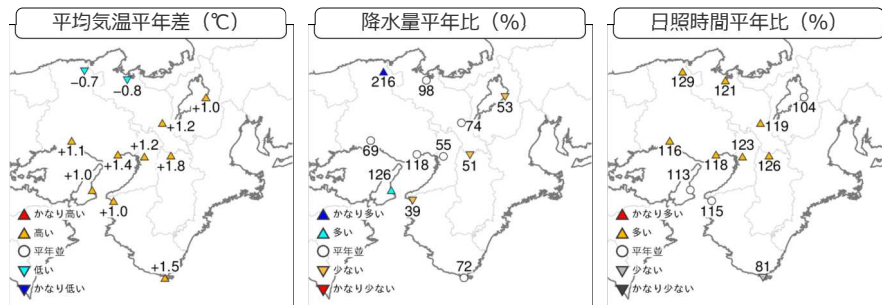 平均気温平年差（℃）
-0.7
-0.8
+1.0
+1.2
+1.1
+1.2
+1.4
+1.8
+1.0
+1.0
+1.5
かなり高い
高い
平年並
低い
かなり低い
降水量平年比（%）
216
98
53
74
69
55
118
51
126
39
72
かなり多い
多い
平年並
少ない
かなり少ない
日照時間平年比（%）
129
121
104
119
116
123
118
126
113
115
81
かなり多い
多い
平年並
少ない
かなり少ない